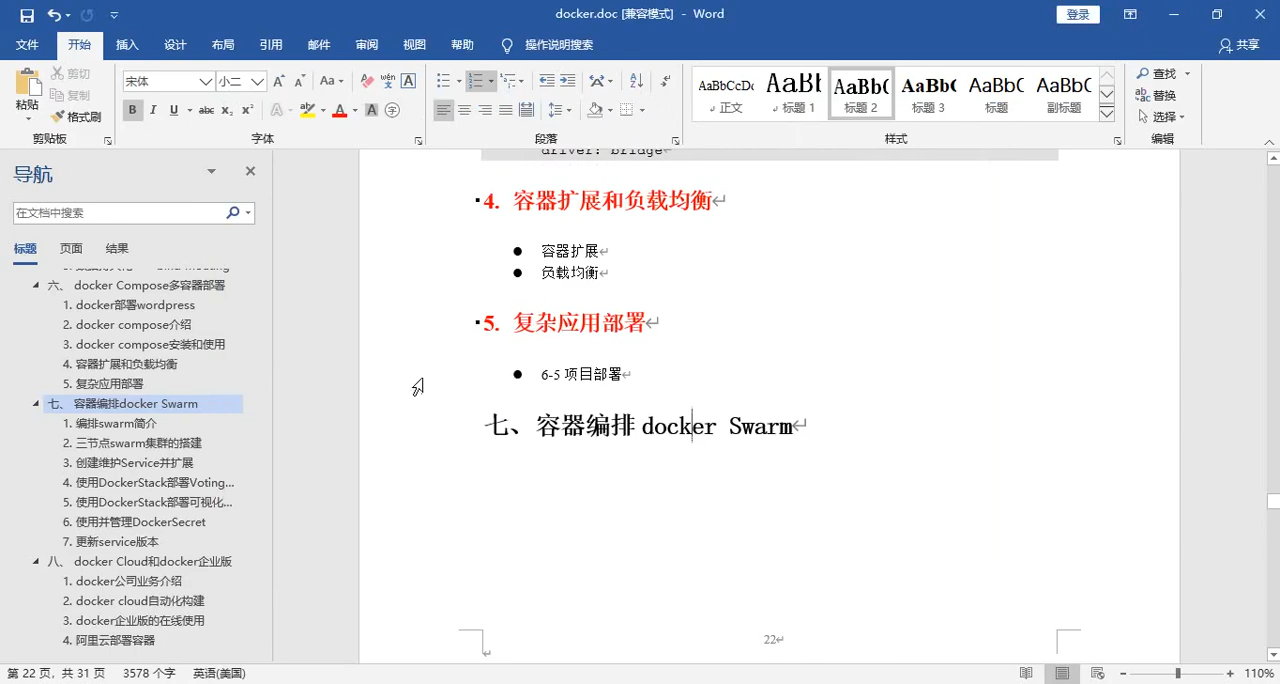 docker.doc [兼容模式] - Word
登录
文件 开始 插入 设计 布局 引用 邮件 审阅 视图 帮助 操作说明搜索 共享
粘贴 剪切 复制 格式刷
宋体 小二
AaBbCcDc AaBl AaBbC AaBbC AaBbC AaBbC
正文 标题 1 标题 2 标题 3 标题 副标题
查找 替换 选择
剪贴板 字体 段落 样式 编辑
导航
在文档中搜索
标题 页面 结果
六、 docker Compose多容器部署
1. docker部署wordpress
2. docker compose介绍
3. docker compose安装和使用
4. 容器扩展和负载均衡
5. 复杂应用部署
七、 容器编排docker Swarm
1. 编排swarm简介
2. 三节点swarm集群的搭建
3. 创建维护Service并扩展
4. 使用DockerStack部署Voting...
5. 使用DockerStack部署可视化...
6. 使用并管理DockerSecret
7. 更新service版本
八、 docker Cloud和docker企业版
1. docker公司业务介绍
2. docker cloud自动化构建
3. docker企业版的在线使用
4. 阿里云部署容器
driver: bridge
4. 容器扩展和负载均衡
● 容器扩展
● 负载均衡
5. 复杂应用部署
● 6-5 项目部署
七、容器编排 docker Swarm
22
第 22 页，共 31 页 3578 个字 英语(美国)
110%